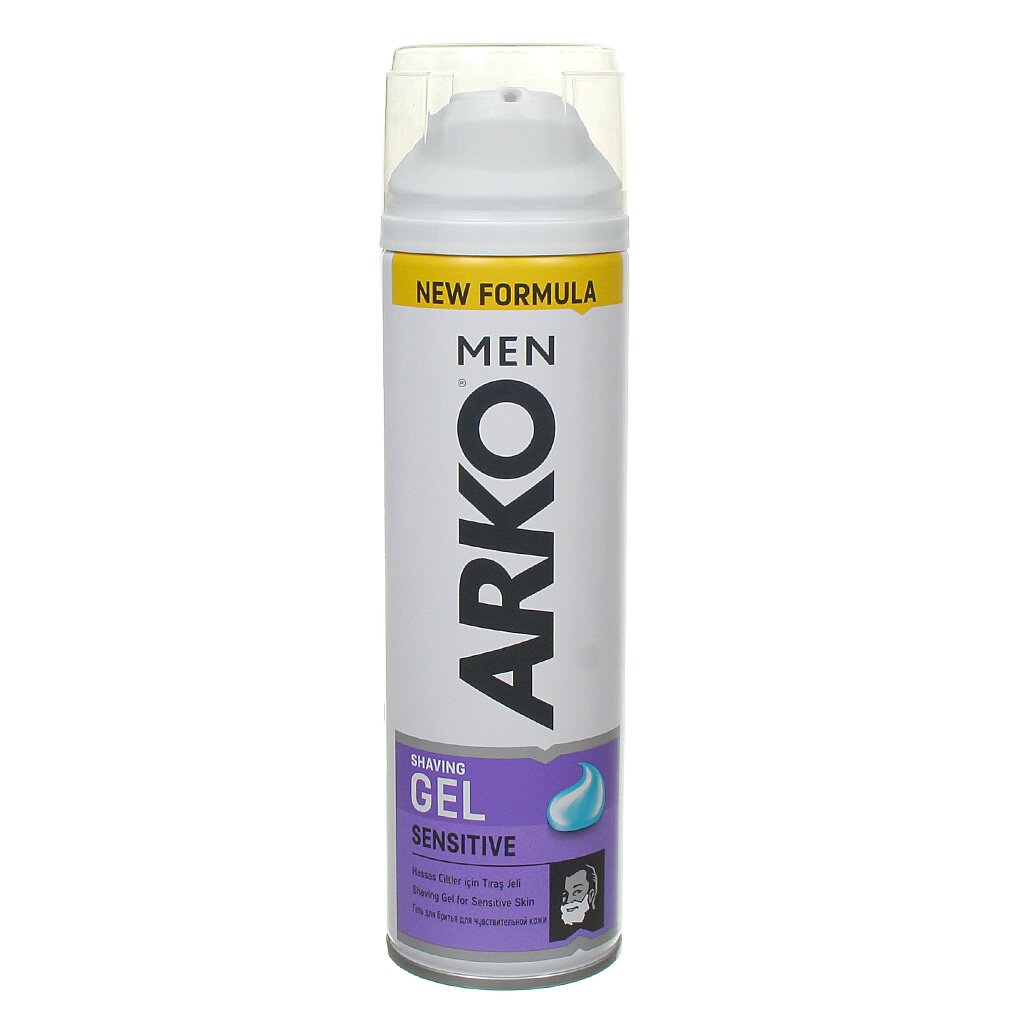 NEW FORMULA
MEN
ARKO
®
SHAVING
GEL
SENSITIVE
Hassas Ciltler için Tıraş Jeli
Shaving Gel for Sensitive Skin
Гель для бритья для чувствительной кожи